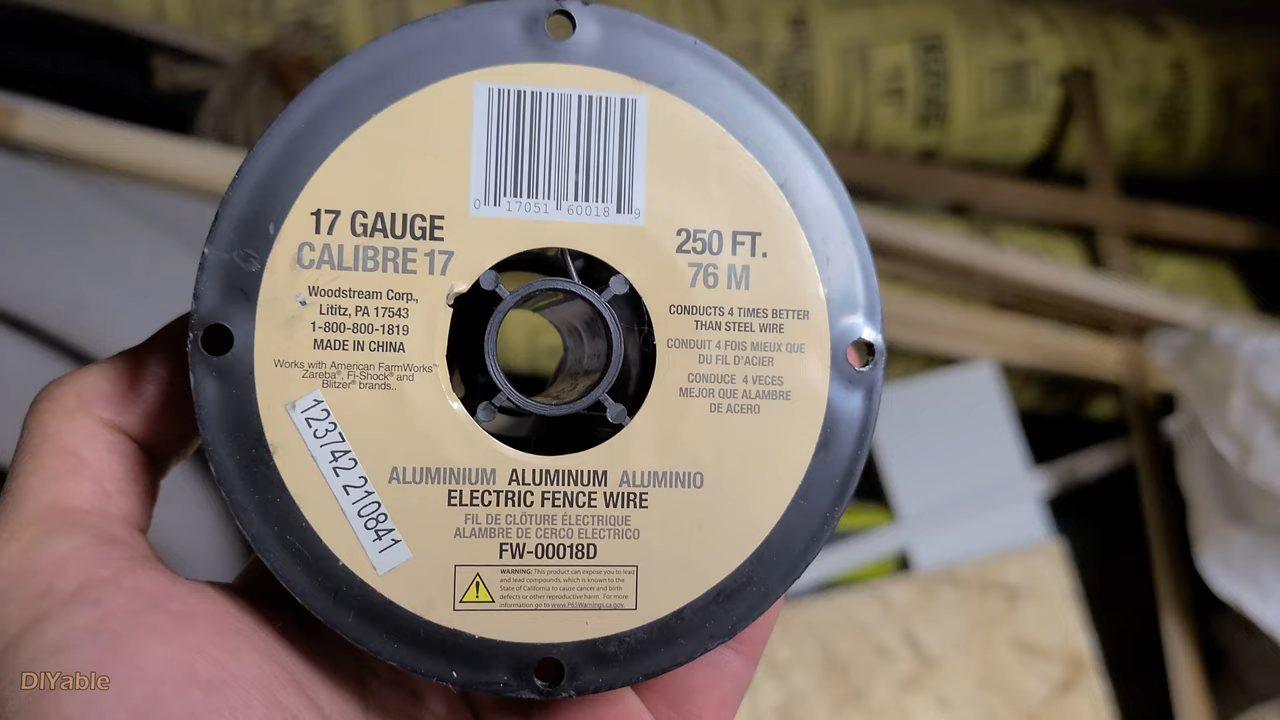 0 17051 60018 9
17 GAUGE
CALIBRE 17
Woodstream Corp.,
Lititz, PA 17543
1-800-800-1819
MADE IN CHINA
Works with American FarmWorks™
Zareba®, Fi-Shock® and
Blitzer® brands..
250 FT.
76 M
CONDUCTS 4 TIMES BETTER
THAN STEEL WIRE
CONDUIT 4 FOIS MIEUX QUE
DU FIL D'ACIER
CONDUCE 4 VECES
MEJOR QUE ALAMBRE
DE ACERO
123742 210841
ALUMINIUM ALUMINUM ALUMINIO
ELECTRIC FENCE WIRE
FIL DE CLÔTURE ÉLECTRIQUE
ALAMBRE DE CERCO ELECTRICO
FW-00018D
WARNING: This product can expose you to lead
and lead compounds, which is known to the
State of California to cause cancer and birth
defects or other reproductive harm. For more
information go to www.P65Warnings.ca.gov.
DIYable